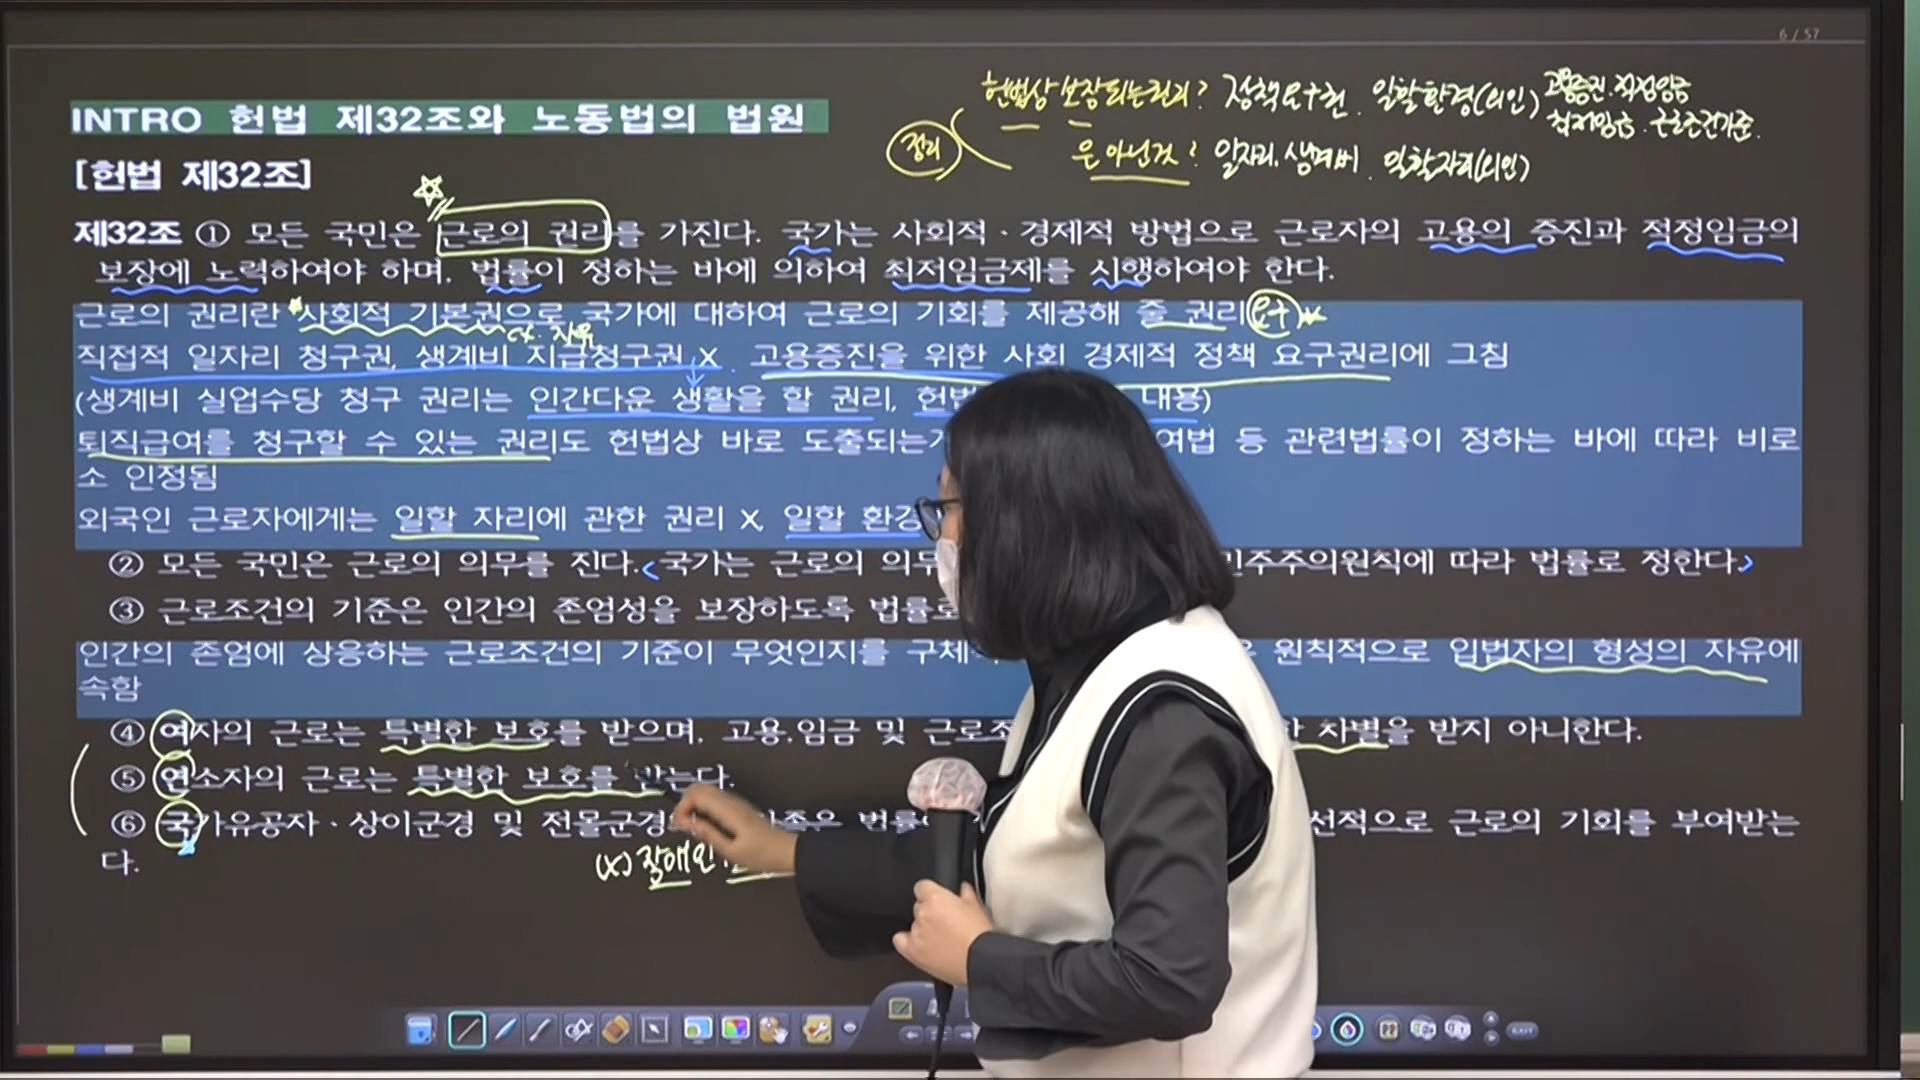 6 / 57
헌법상 보장되는권리? 정책요구권. 일할환경(외인) 고용증진.적정임금
최저임금. 근로조건기준.
정리
은 아닌것? 일자리.생계비. 일할자리(외인)
INTRO 헌법 제32조와 노동법의 법원
[헌법 제32조]
제32조 ① 모든 국민은 근로의 권리를 가진다. 국가는 사회적·경제적 방법으로 근로자의 고용의 증진과 적정임금의
보장에 노력하여야 하며, 법률이 정하는 바에 의하여 최저임금제를 시행하여야 한다.
근로의 권리란 사회적 기본권으로 국가에 대하여 근로의 기회를 제공해 줄 권리 요구
cf. 자유
직접적 일자리 청구권, 생계비 지급청구권 X. 고용증진을 위한 사회 경제적 정책 요구권리에 그침
(생계비 실업수당 청구 권리는 인간다운 생활을 할 권리, 헌법 내용)
퇴직급여를 청구할 수 있는 권리도 헌법상 바로 도출되는 여법 등 관련법률이 정하는 바에 따라 비로
소 인정됨
외국인 근로자에게는 일할 자리에 관한 권리 X, 일할 환경
② 모든 국민은 근로의 의무를 진다. <국가는 근로의 의무 민주주의원칙에 따라 법률로 정한다.>
③ 근로조건의 기준은 인간의 존엄성을 보장하도록 법률로
인간의 존엄에 상응하는 근로조건의 기준이 무엇인지를 구체 원칙적으로 입법자의 형성의 자유에
속함
④ 여자의 근로는 특별한 보호를 받으며, 고용.임금 및 근로조 차별을 받지 아니한다.
⑤ 연소자의 근로는 특별한 보호를 받는다.
⑥ 국가유공자·상이군경 및 전몰군경 법률 선적으로 근로의 기회를 부여받는
다.
(x) 장애인.
EXIT